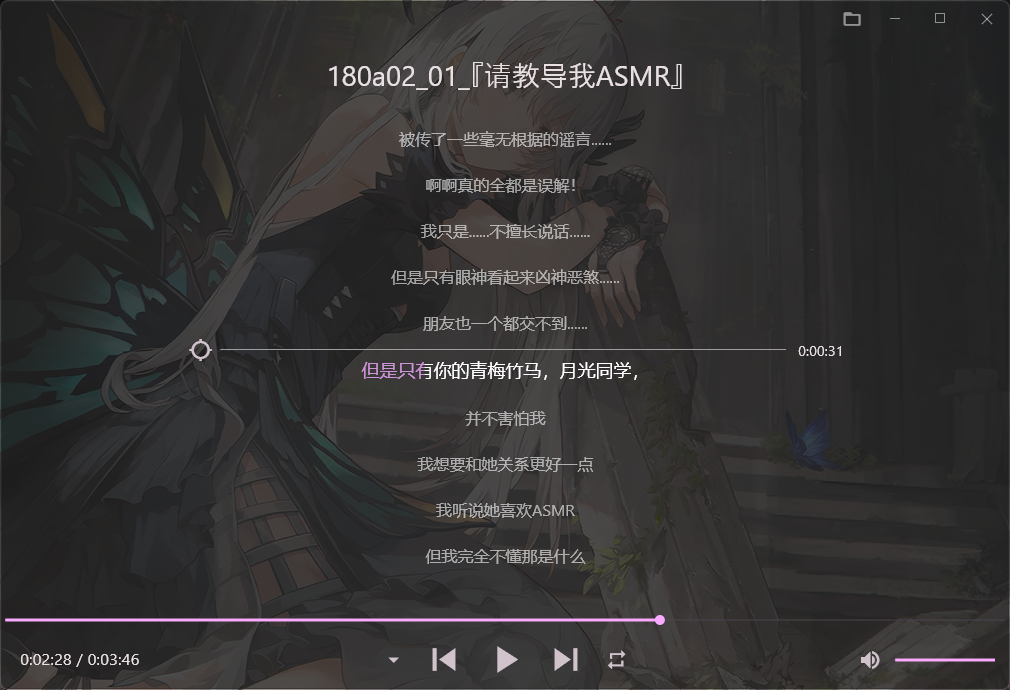 180a02_01_『请教导我ASMR』
被传了一些毫无根据的谣言......
啊啊真的全都是误解！
我只是......不擅长说话......
但是只有眼神看起来凶神恶煞......
朋友也一个都交不到......
0:00:31
但是只有你的青梅竹马，月光同学，
并不害怕我
我想要和她关系更好一点
我听说她喜欢ASMR
但我完全不懂那是什么
0:02:28 / 0:03:46